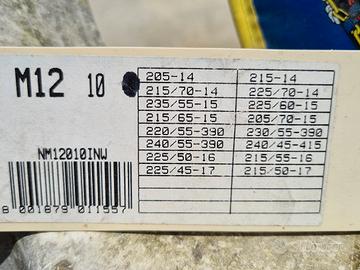 M12 10
NM12010INW
8 001879 011557
205-14 215-14
215/70-14 225/70-14
235/55-15 225/60-15
215/65-15 205/70-15
220/55-390 230/55-390
240/55-390 240/45-415
225/50-16 215/55-16
225/45-17 215/50-17